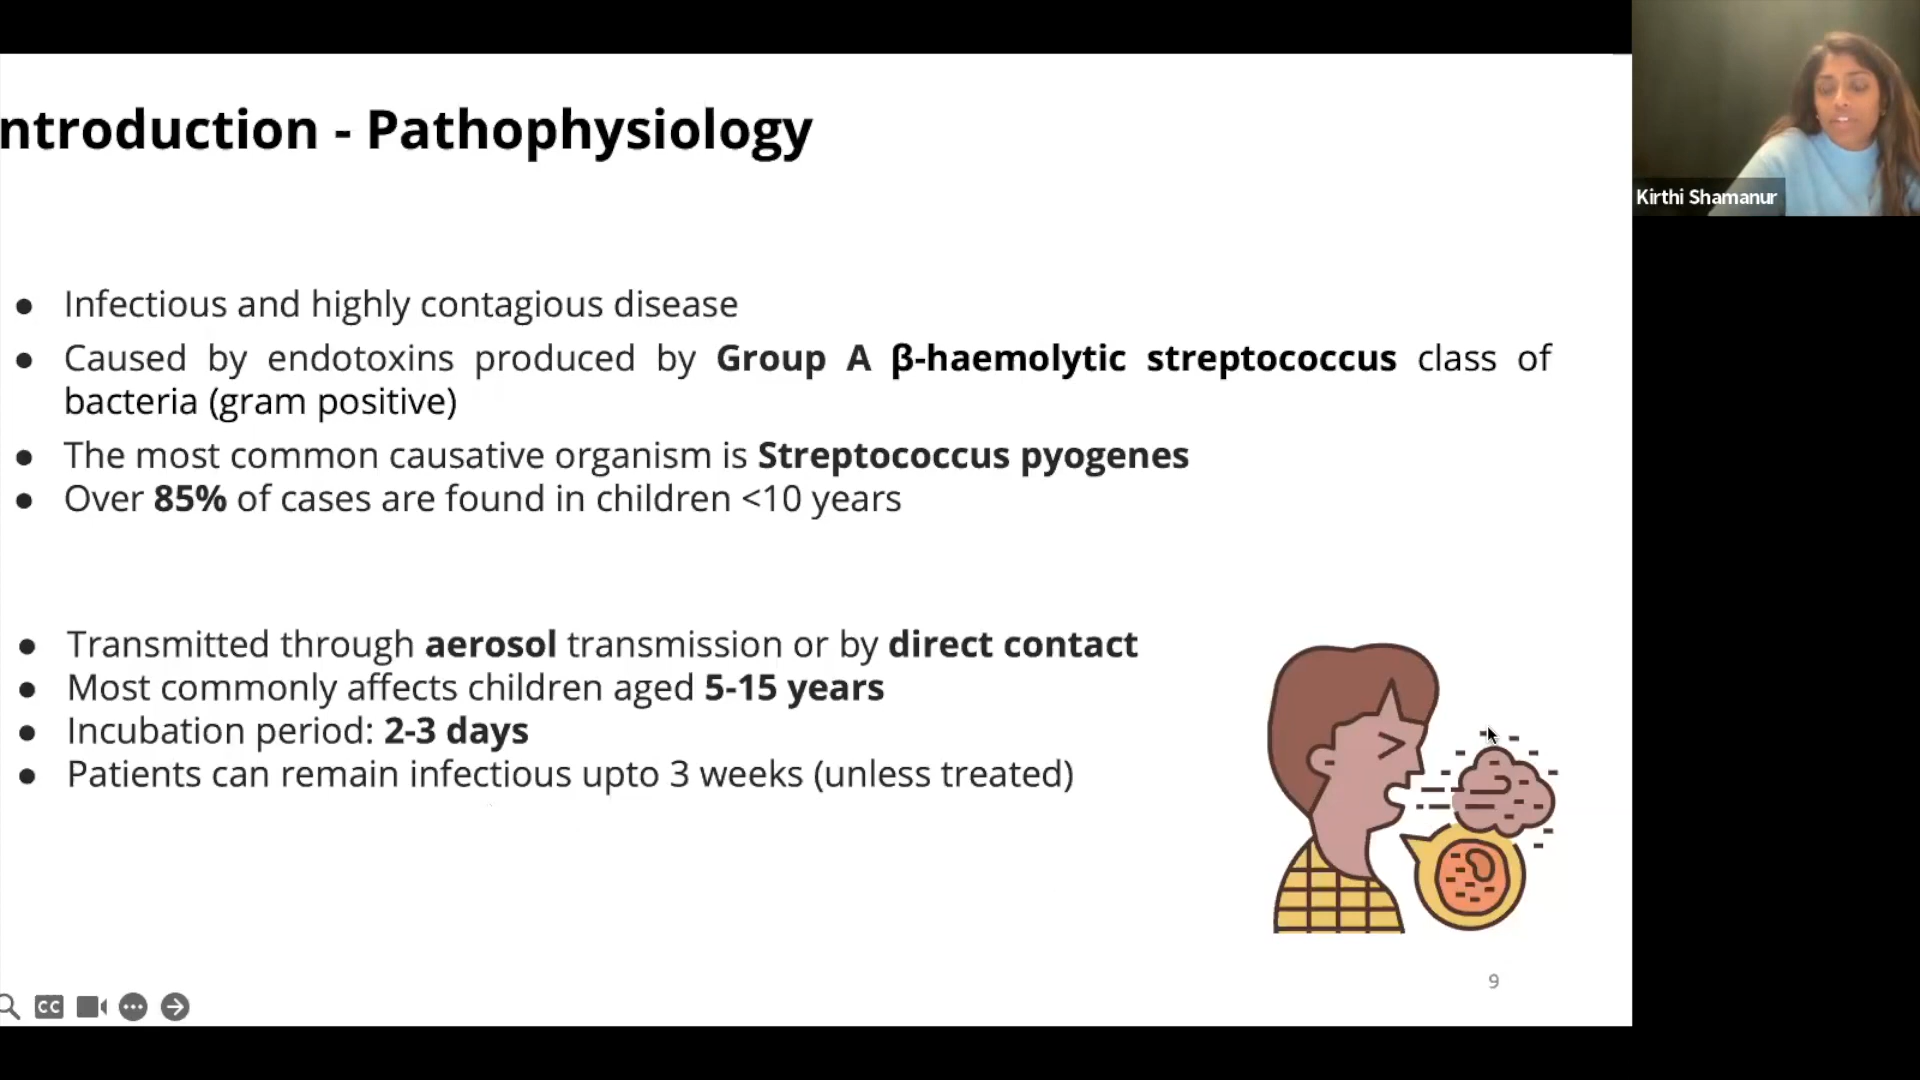 ntroduction - Pathophysiology
Kirthi Shamanur
● Infectious and highly contagious disease
● Caused by endotoxins produced by Group A β-haemolytic streptococcus class of
bacteria (gram positive)
● The most common causative organism is Streptococcus pyogenes
● Over 85% of cases are found in children <10 years
● Transmitted through aerosol transmission or by direct contact
● Most commonly affects children aged 5-15 years
● Incubation period: 2-3 days
● Patients can remain infectious upto 3 weeks (unless treated)
9
CC